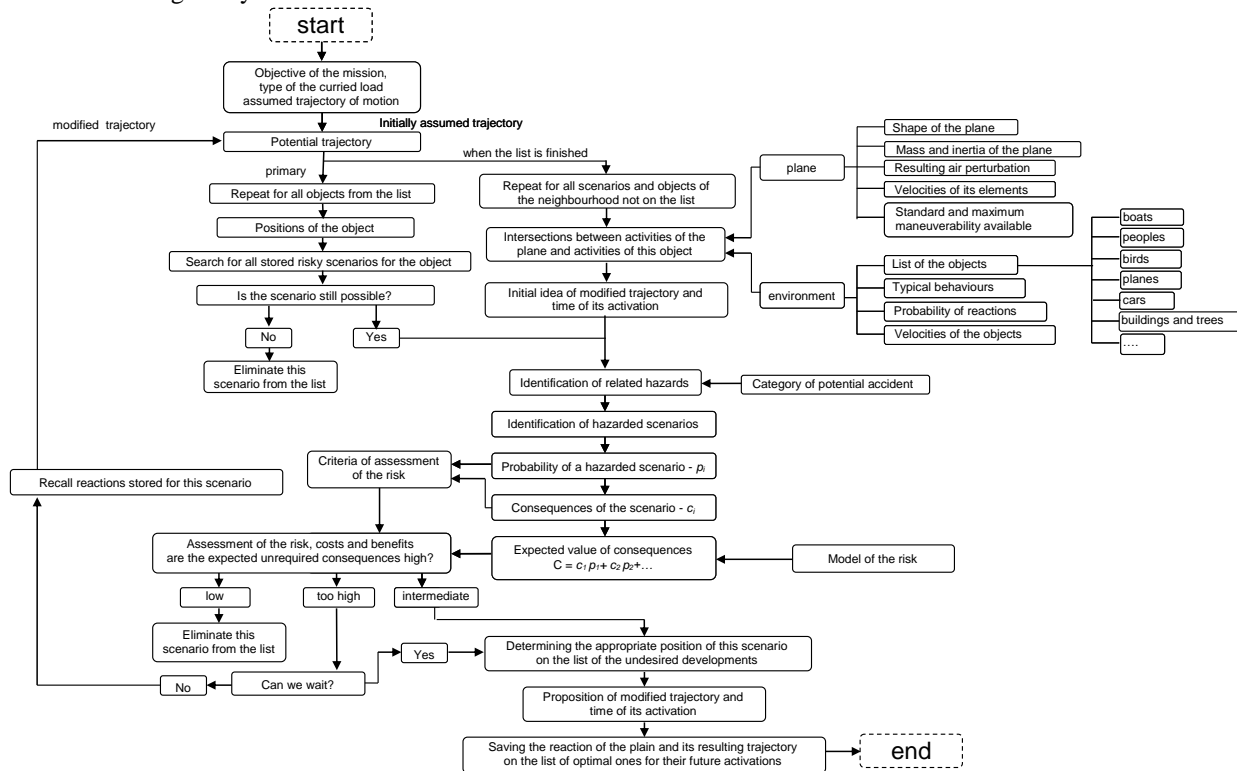 start
Objective of the mission,
type of the curried load
assumed trajectory of motion
modified trajectory
Initially assumed trajectory
Potential trajectory
primary
when the list is finished
Repeat for all objects from the list
Positions of the object
Search for all stored risky scenarios for the object
Is the scenario still possible?
No
Yes
Eliminate this
scenario from the list
Repeat for all scenarios and objects of
the neighbourhood not on the list
Intersections between activities of the
plane and activities of this object
Initial idea of modified trajectory and
time of its activation
plane
Shape of the plane
Mass and inertia of the plane
Resulting air perturbation
Velocities of its elements
Standard and maximum
maneuverability available
environment
List of the objects
Typical behaviours
Probability of reactions
Velocities of the objects
boats
peoples
birds
planes
cars
buildings and trees
....
Identification of related hazards
Category of potential accident
Identification of hazarded scenarios
Criteria of assessment
of the risk
Probability of a hazarded scenario - pi
Consequences of the scenario - ci
Recall reactions stored for this scenario
Assessment of the risk, costs and benefits
are the expected unrequired consequences high?
Expected value of consequences
C = c1 p1+ c2 p2+...
Model of the risk
low
too high
intermediate
Eliminate this
scenario from the list
Yes
Determining the appropriate position of this scenario
on the list of the undesired developments
No
Can we wait?
Proposition of modified trajectory and
time of its activation
Saving the reaction of the plain and its resulting trajectory
on the list of optimal ones for their future activations
end